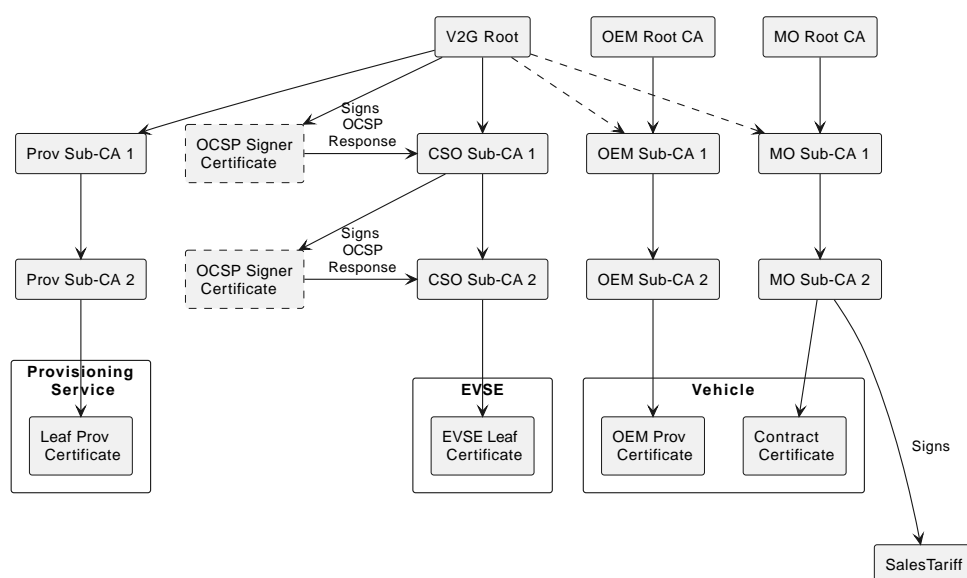 V2G Root
OEM Root CA
MO Root CA
Signs
OCSP
Response
Prov Sub-CA 1
OCSP Signer
Certificate
CSO Sub-CA 1
OEM Sub-CA 1
MO Sub-CA 1
Signs
OCSP
Response
Prov Sub-CA 2
OCSP Signer
Certificate
CSO Sub-CA 2
OEM Sub-CA 2
MO Sub-CA 2
Provisioning
Service
EVSE
Vehicle
Leaf Prov
Certificate
EVSE Leaf
Certificate
OEM Prov
Certificate
Contract
Certificate
Signs
SalesTariff